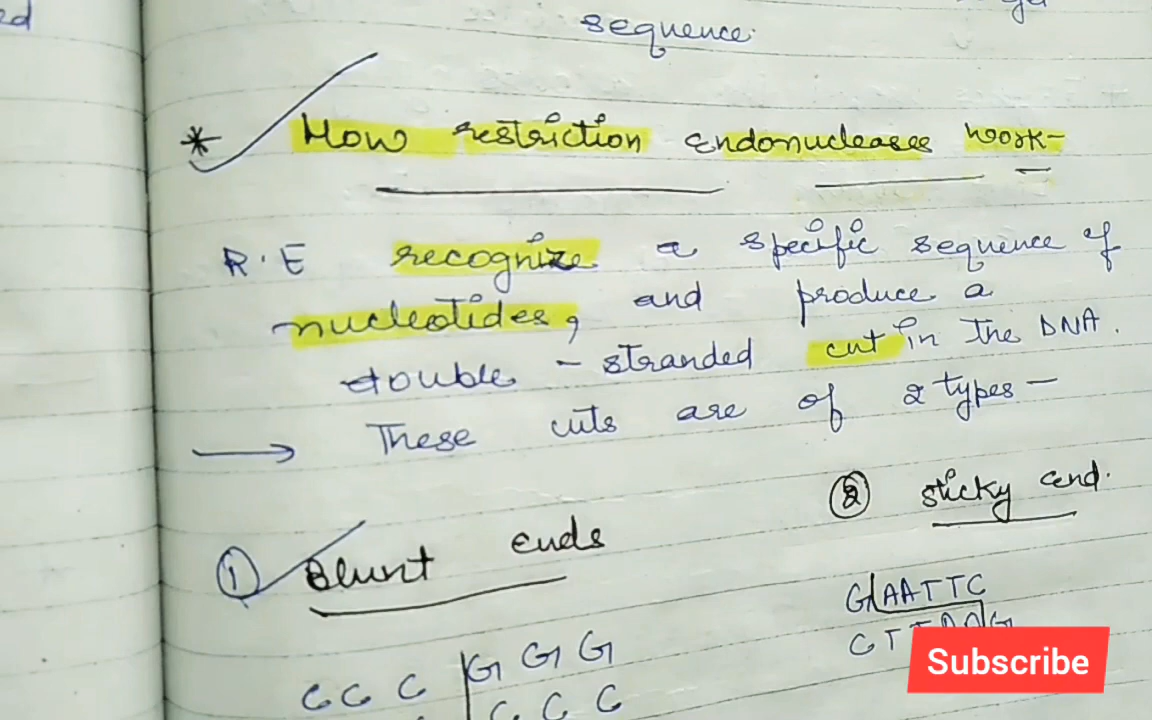 ed
sequence.
* How restriction Endonucleases work-
R.E recognize a specific sequence of
nucleotides, and produce a
double - stranded cut in the DNA.
→ These cuts are of 2 types —
① Blunt ends
② sticky end.
G|AATTC
CCC|GGG
Subscribe